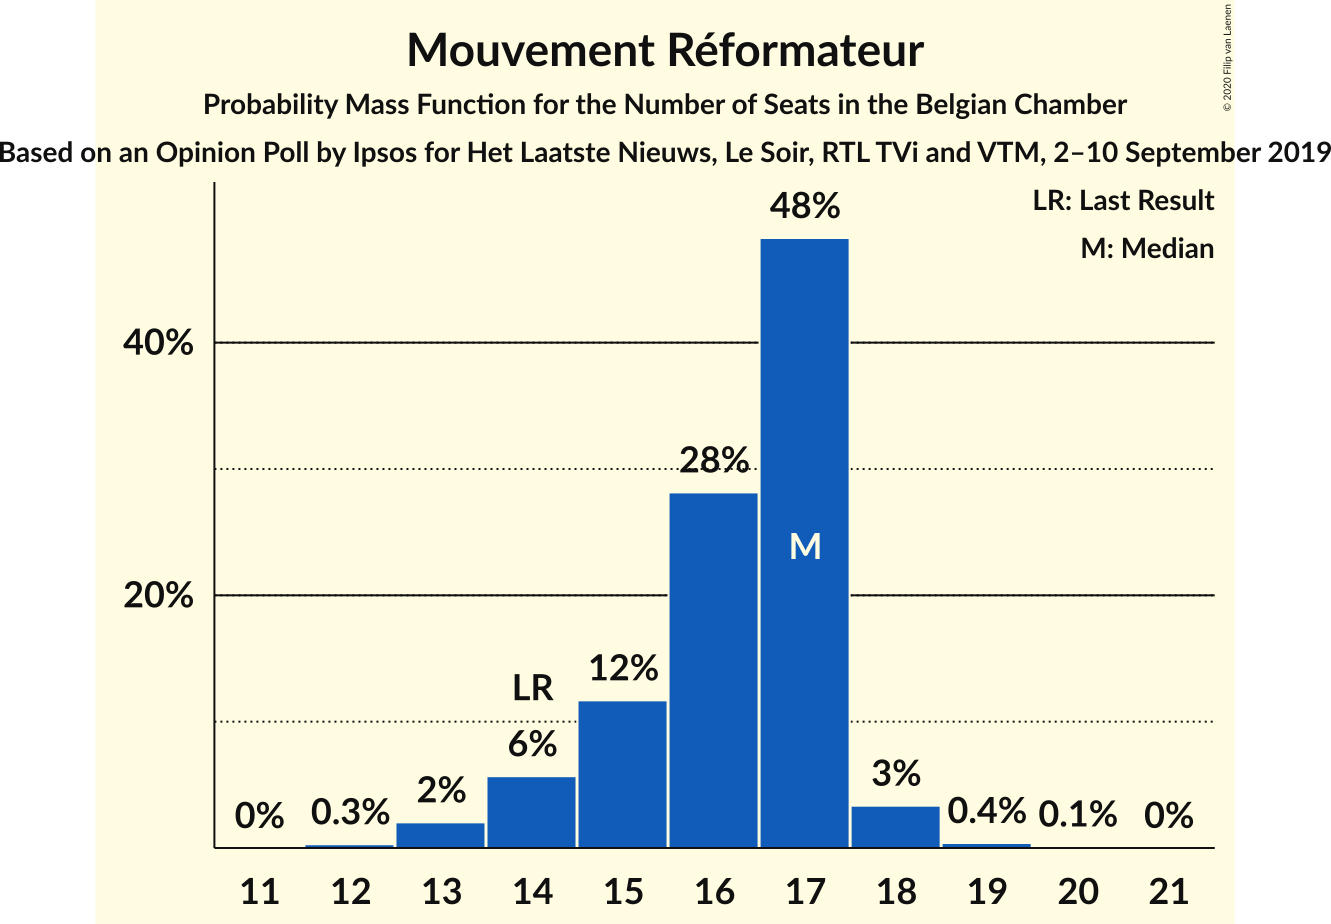 Mouvement Réformateur
Probability Mass Function for the Number of Seats in the Belgian Chamber
Based on an Opinion Poll by Ipsos for Het Laatste Nieuws, Le Soir, RTL TVi and VTM, 2–10 September 2019
© 2020 Filip van Laenen
LR: Last Result
M: Median
48%
40%
28%
M
20%
12%
LR
6%
3%
2%
0%
0.3%
0.4%
0.1%
0%
11 12 13 14 15 16 17 18 19 20 21